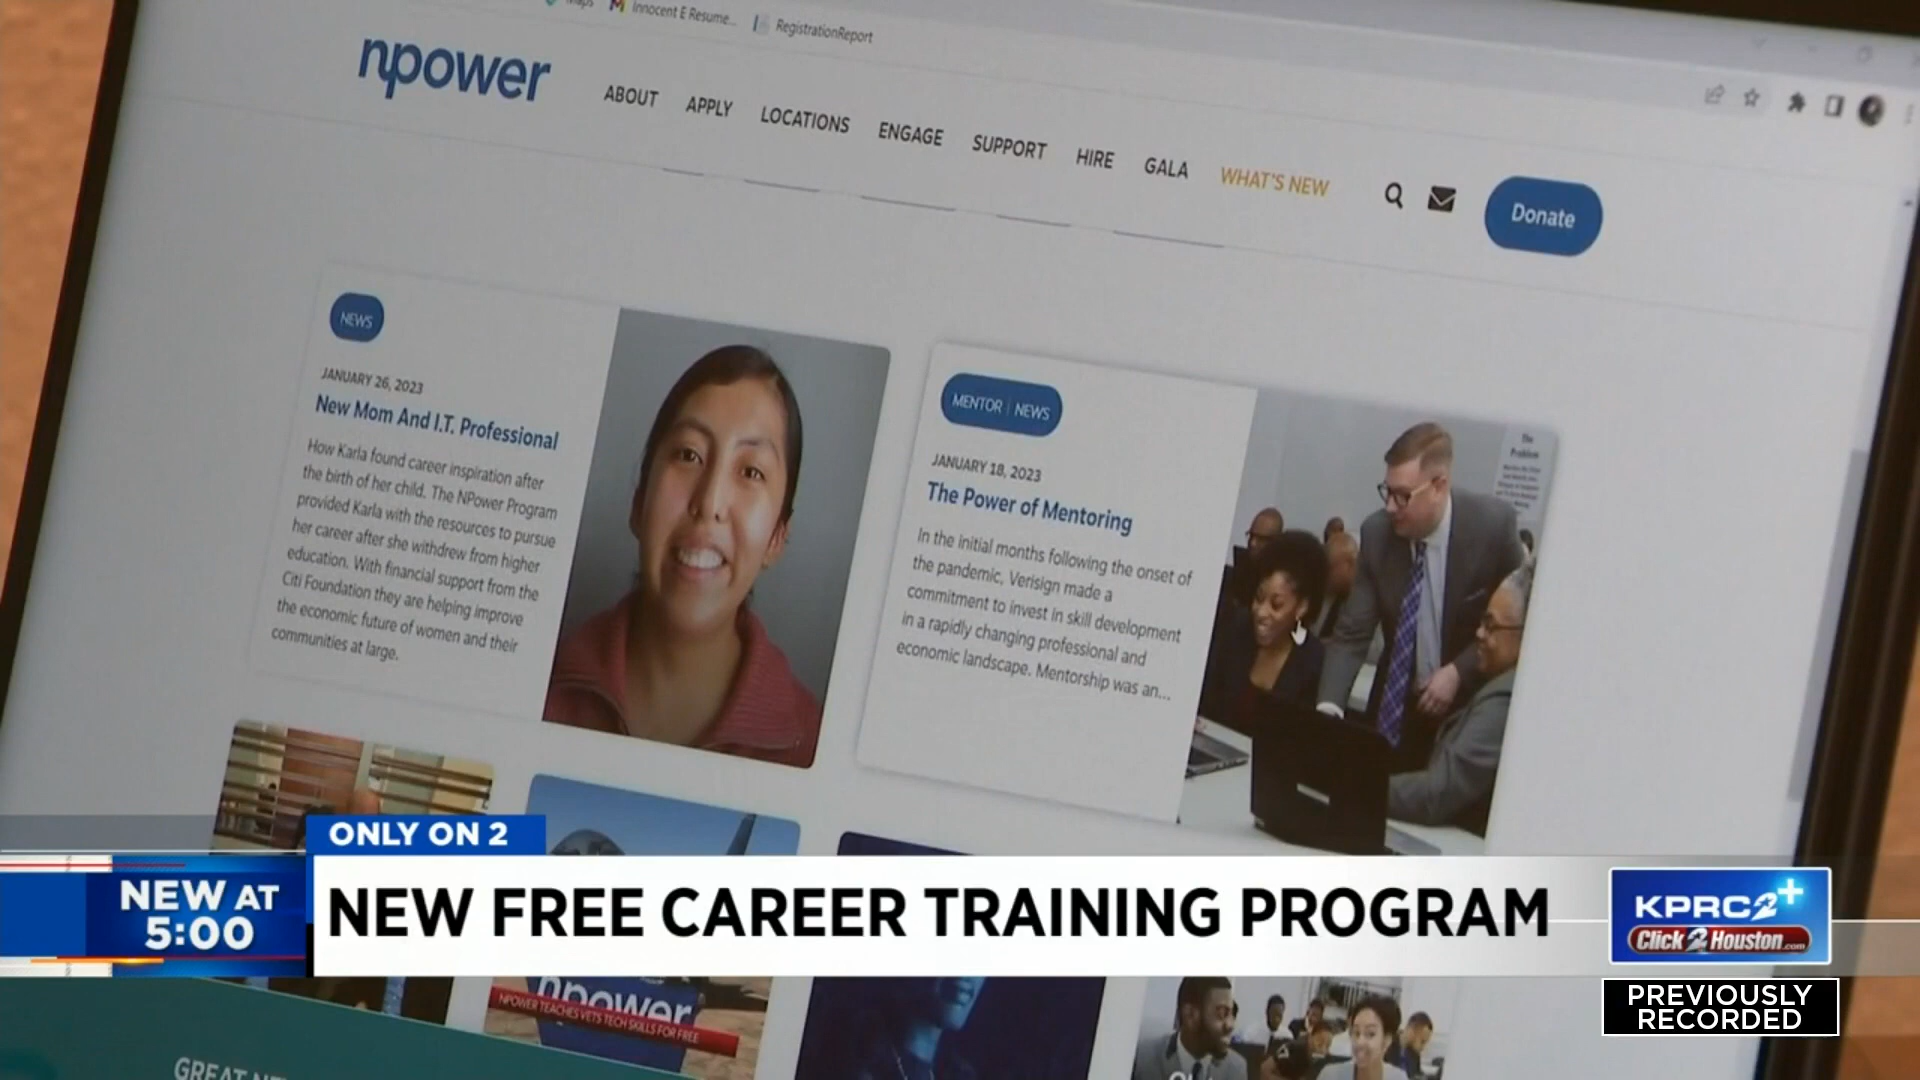 Maps
Innocent E Resume...
RegistrationReport
npower
ABOUT
APPLY
LOCATIONS
ENGAGE
SUPPORT
HIRE
GALA
WHAT'S NEW
Donate
NEWS
JANUARY 26, 2023
New Mom And I.T. Professional
How Karla found career inspiration after
the birth of her child. The NPower Program
provided Karla with the resources to pursue
her career after she withdrew from higher
education. With financial support from the
Citi Foundation they are helping improve
the economic future of women and their
communities at large.
MENTOR | NEWS
JANUARY 18, 2023
The Power of Mentoring
In the initial months following the onset of
the pandemic, Verisign made a
commitment to invest in skill development
in a rapidly changing professional and
economic landscape. Mentorship was an...
The
Problem
ONLY ON 2
NEW AT
5:00
NEW FREE CAREER TRAINING PROGRAM
KPRC2+
Click2Houston.com
PREVIOUSLY
RECORDED
npower
NPOWER TEACHES VETS TECH SKILLS FOR FREE
GREAT